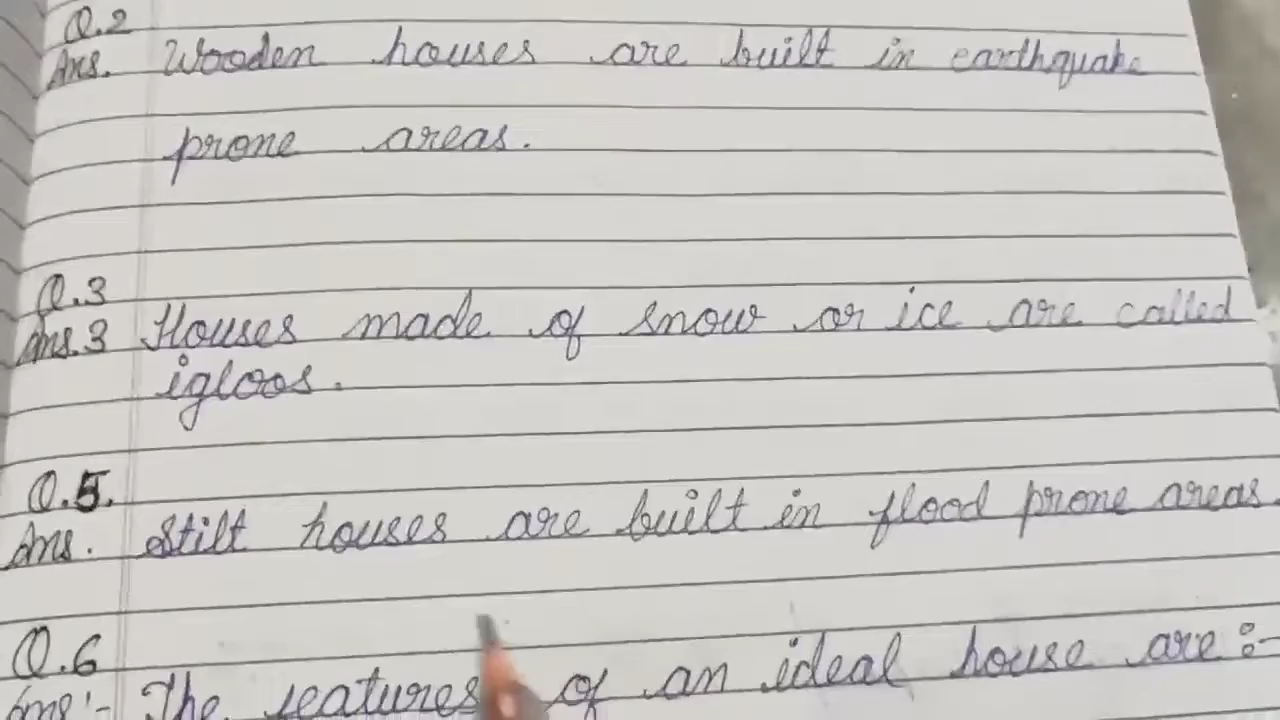 Q.2
Ans. Wooden houses are built in earthquake
prone areas.
Q.3
Ans.3 Houses made of snow or ice are called
igloos.
Q.5.
Ans. Stilt houses are built in flood prone areas.
Q.6
Ans:- The features of an ideal house are :-